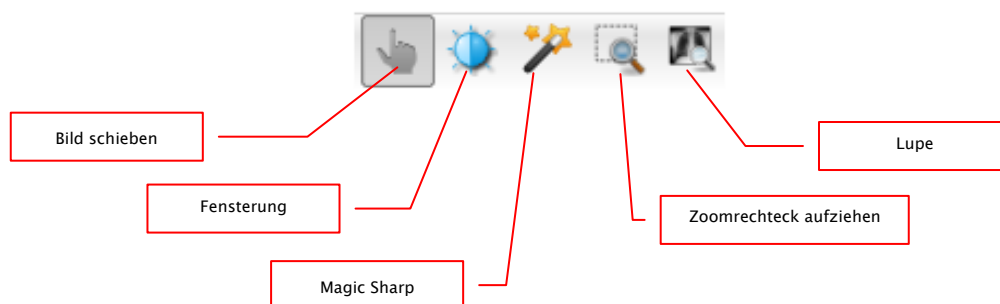 Bild schieben
Lupe
Fensterung
Zoomrechteck aufziehen
Magic Sharp